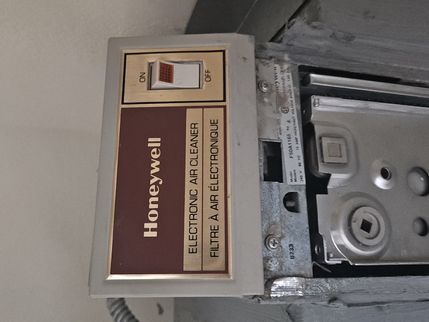 ON
OFF
Honeywell
ELECTRONIC AIR CLEANER
FILTRE À AIR ÉLECTRONIQUE